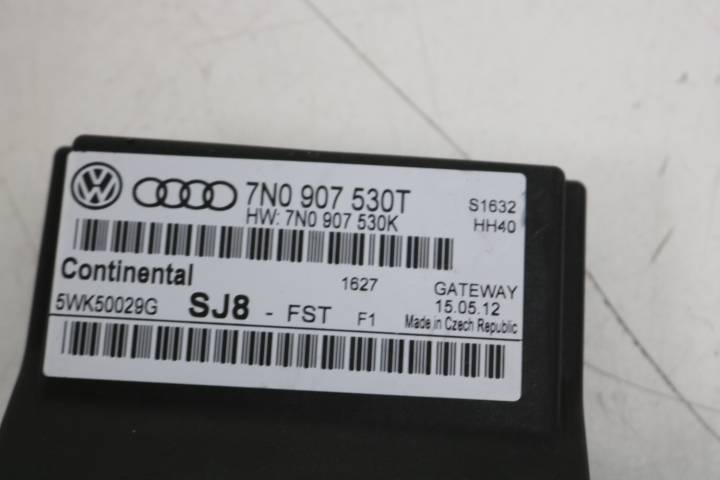 7N0 907 530T
HW: 7N0 907 530K
S1632
HH40
Continental
1627
GATEWAY
5WK50029G SJ8 - FST F1
15.05.12
Made in Czech Republic